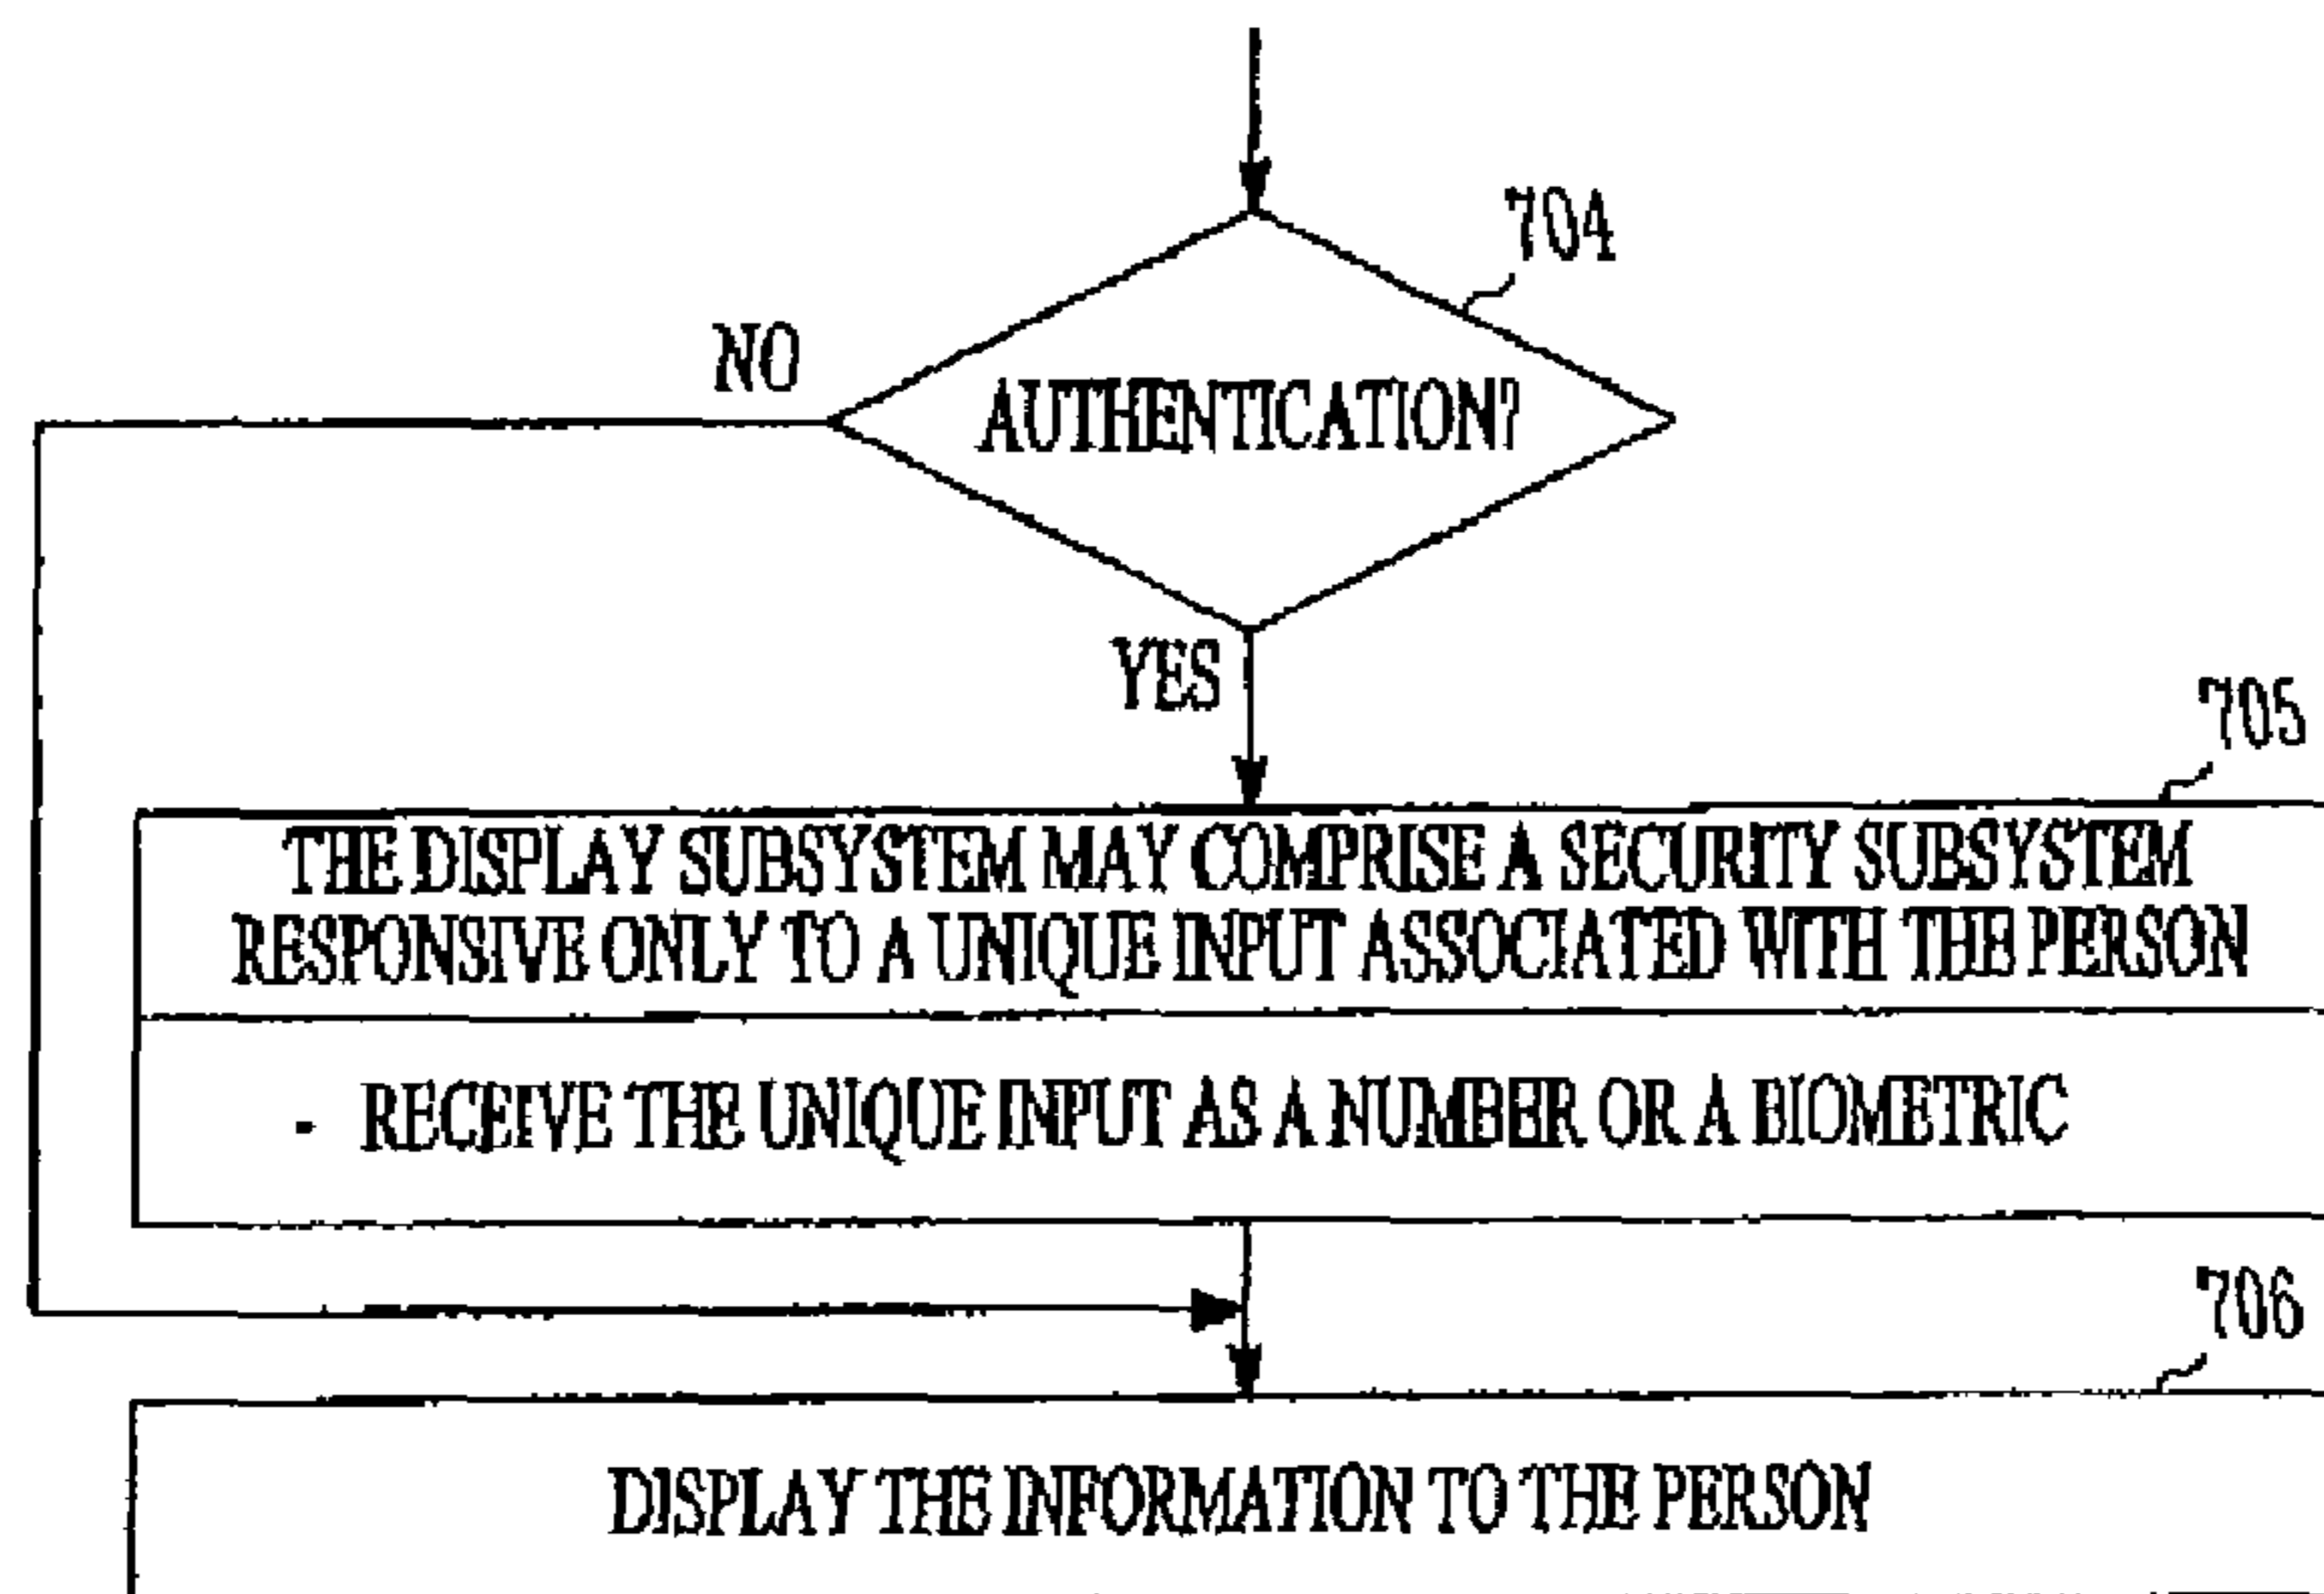 704
NO
AUTHENTICATION?
YES
705
THE DISPLAY SUBSYSTEM MAY COMPRISE A SECURITY SUBSYSTEM
RESPONSIVE ONLY TO A UNIQUE INPUT ASSOCIATED WITH THE PERSON
- RECEIVE THE UNIQUE INPUT AS A NUMBER OR A BIOMETRIC
706
DISPLAY THE INFORMATION TO THE PERSON